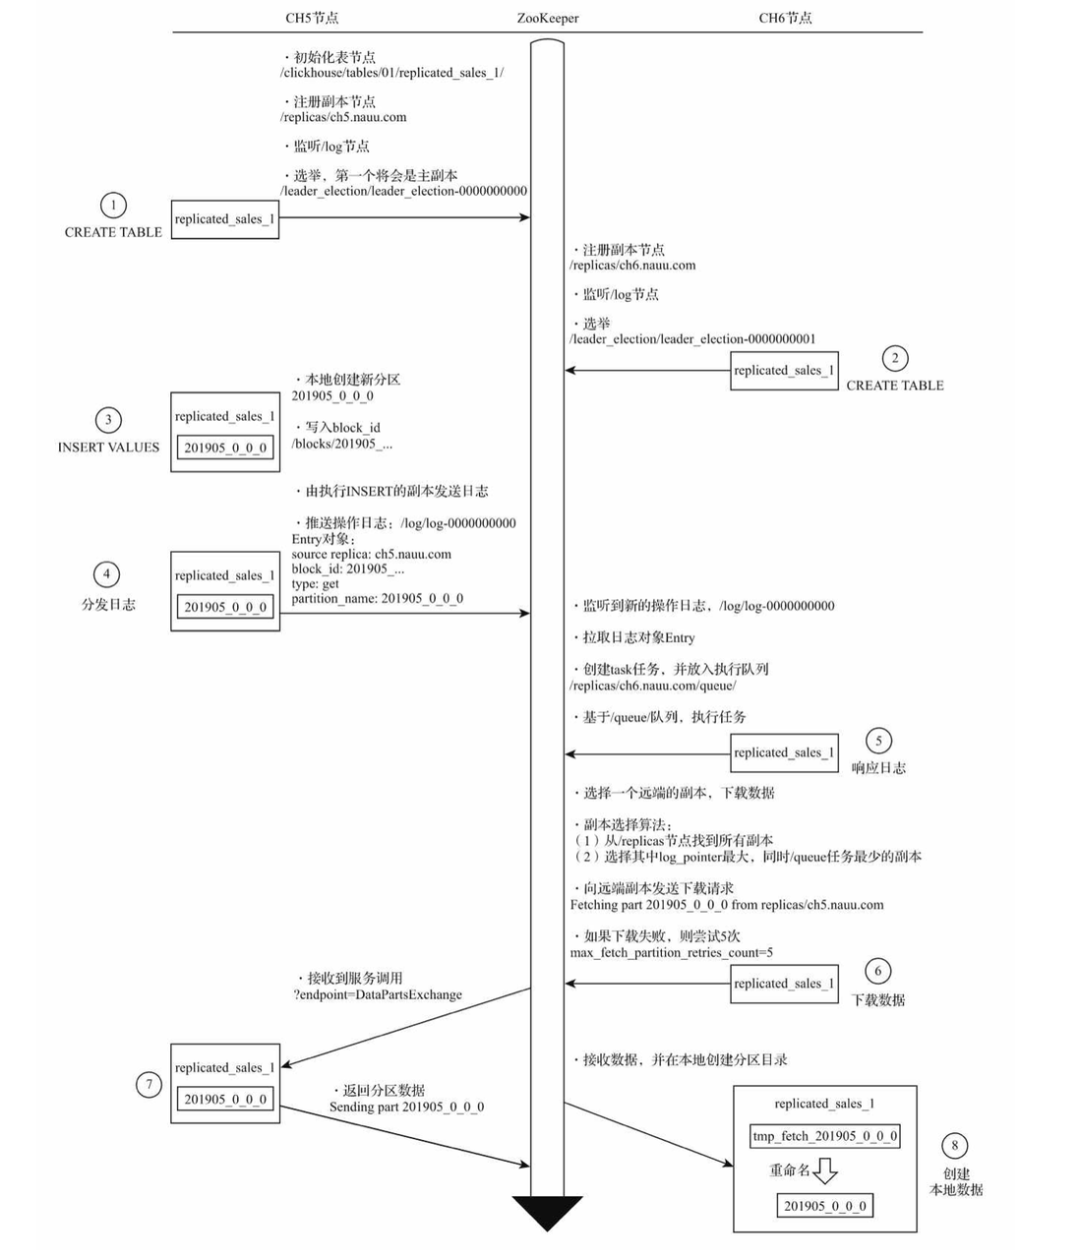 CH5节点
ZooKeeper
CH6节点
·初始化表节点
/clickhouse/tables/01/replicated_sales_1/
·注册副本节点
/replicas/ch5.nauu.com
·监听/log节点
·选举，第一个将会是主副本
/leader_election/leader_election-0000000000
①
CREATE TABLE
replicated_sales_1
·注册副本节点
/replicas/ch6.nauu.com
·监听/log节点
·选举
/leader_election/leader_election-0000000001
replicated_sales_1
②
CREATE TABLE
·本地创建新分区
201905_0_0_0
·写入block_id
/blocks/201905_...
③
INSERT VALUES
replicated_sales_1
201905_0_0_0
·由执行INSERT的副本发送日志
·推送操作日志：/log/log-0000000000
Entry对象：
source replica: ch5.nauu.com
block_id: 201905_...
type: get
partition_name: 201905_0_0_0
④
分发日志
replicated_sales_1
201905_0_0_0
·监听到新的操作日志，/log/log-0000000000
·拉取日志对象Entry
·创建task任务，并放入执行队列
/replicas/ch6.nauu.com/queue/
·基于/queue/队列，执行任务
replicated_sales_1
⑤
响应日志
·选择一个远端的副本，下载数据
·副本选择算法：
（1）从/replicas节点找到所有副本
（2）选择其中log_pointer最大，同时/queue任务最少的副本
·向远端副本发送下载请求
Fetching part 201905_0_0_0 from replicas/ch5.nauu.com
·如果下载失败，则尝试5次
max_fetch_partition_retries_count=5
replicated_sales_1
⑥
下载数据
·接收到服务调用
?endpoint=DataPartsExchange
⑦
replicated_sales_1
201905_0_0_0
·返回分区数据
Sending part 201905_0_0_0
·接收数据，并在本地创建分区目录
replicated_sales_1
tmp_fetch_201905_0_0_0
重命名
201905_0_0_0
⑧
创建
本地数据